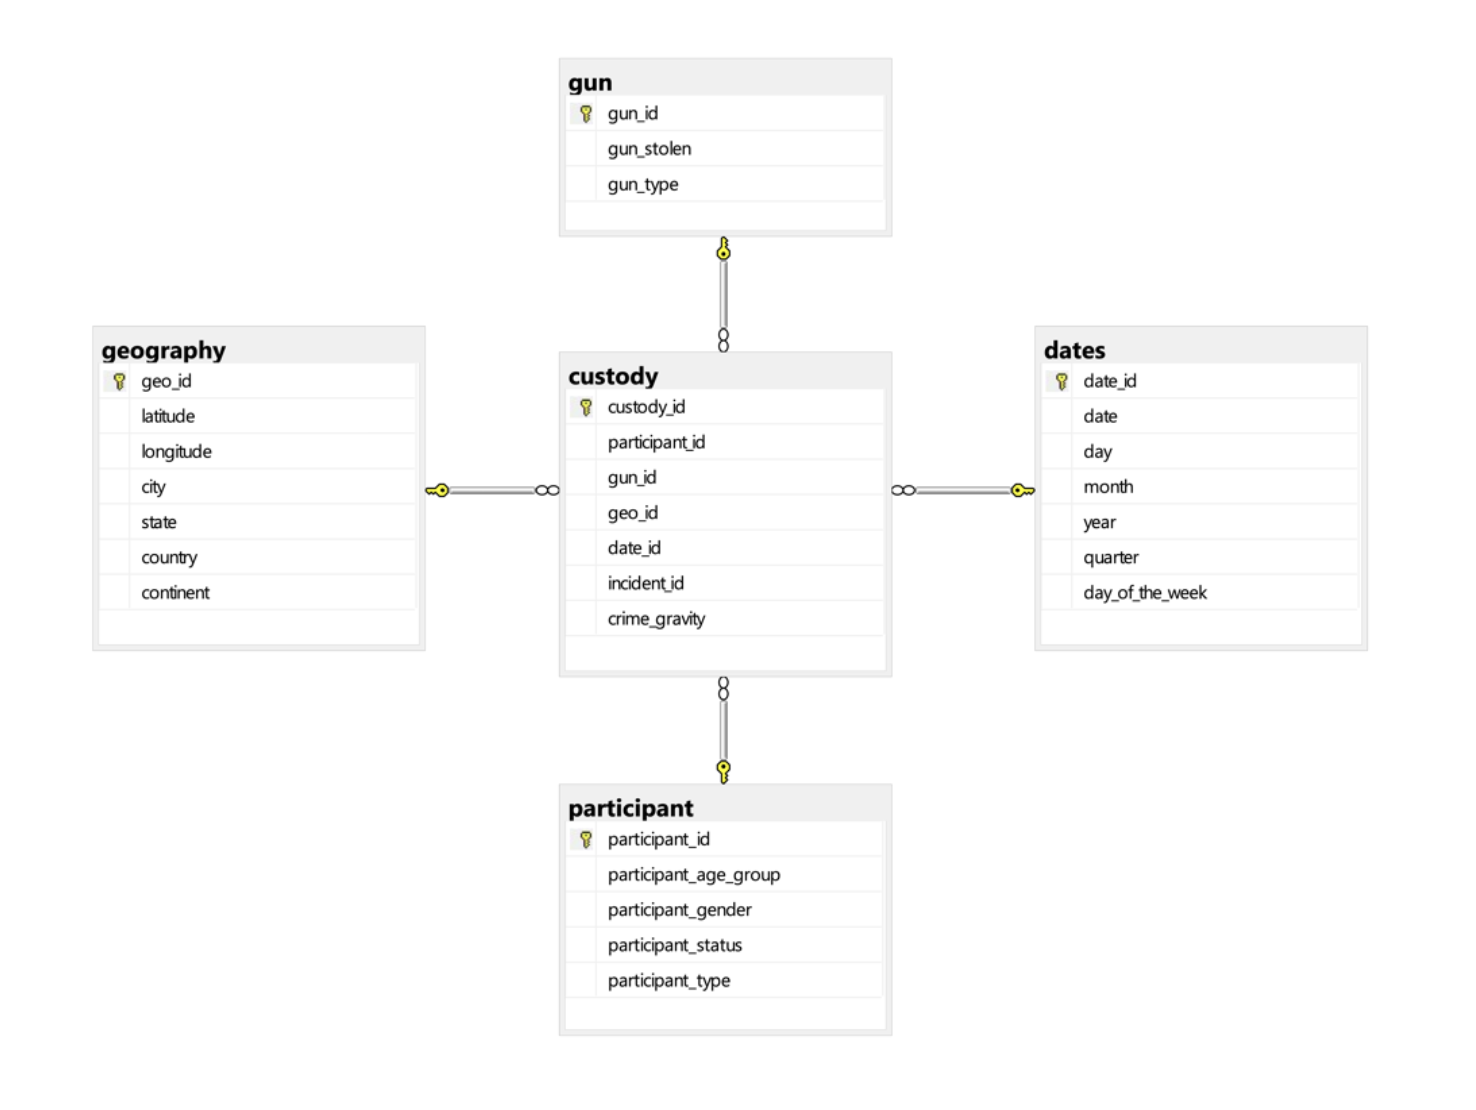 gun
gun_id
gun_stolen
gun_type
geography
geo_id
latitude
longitude
city
state
country
continent
custody
custody_id
participant_id
gun_id
geo_id
date_id
incident_id
crime_gravity
dates
date_id
date
day
month
year
quarter
day_of_the_week
participant
participant_id
participant_age_group
participant_gender
participant_status
participant_type